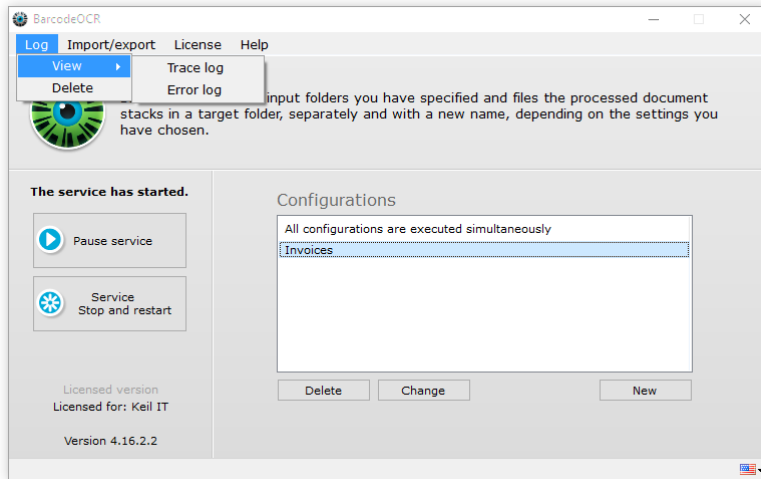 BarcodeOCR
Log Import/export License Help
View Trace log
Delete Error log
input folders you have specified and files the processed document
stacks in a target folder, separately and with a new name, depending on the settings you
have chosen.
The service has started.
Pause service
Service
Stop and restart
Licensed version
Licensed for: Keil IT
Version 4.16.2.2
Configurations
All configurations are executed simultaneously
Invoices
Delete Change New